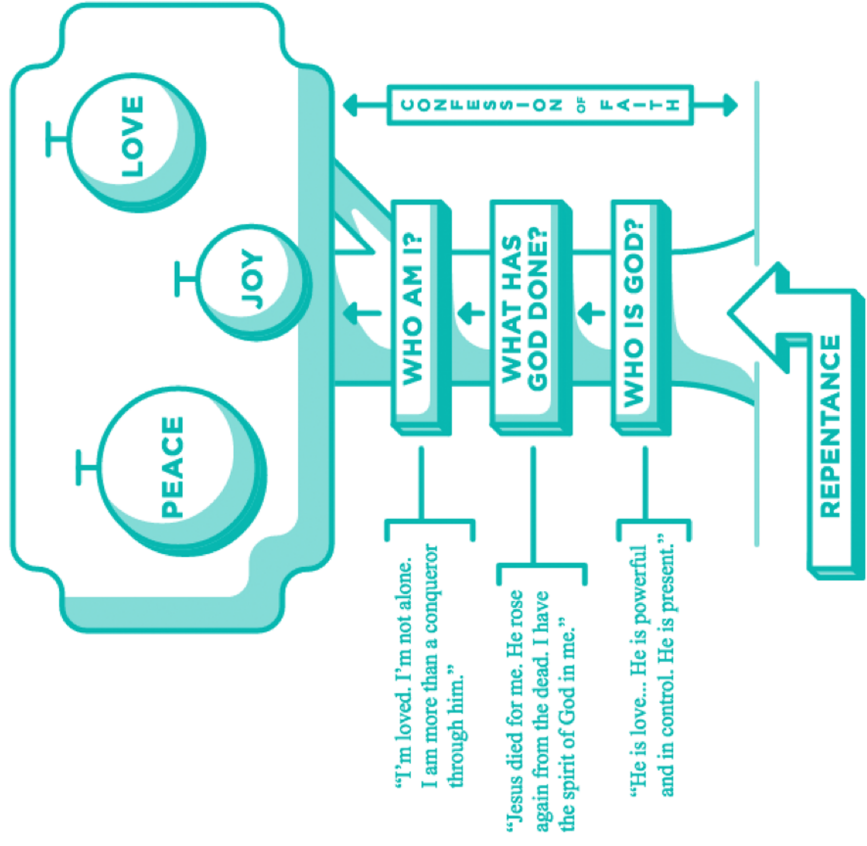 PEACE
JOY
LOVE
"I'm loved. I'm not alone.
I am more than a conqueror
through him."
WHO AM I?
"Jesus died for me. He rose
again from the dead. I have
the spirit of God in me."
WHAT HAS
GOD DONE?
"He is love... He is powerful
and in control. He is present."
WHO IS GOD?
CONFESSION OF FAITH
REPENTANCE